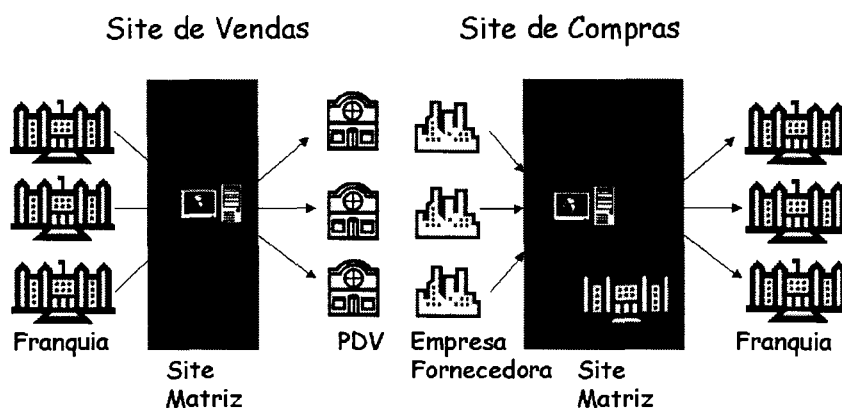 Site de Vendas
Site de Compras
Franquia
Site
Matriz
PDV
Empresa
Fornecedora
Site
Matriz
Franquia